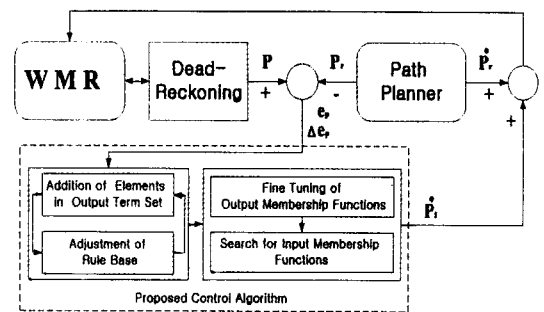 WMR
Dead-
Reckoning
P
+
Pr
-
Path
Planner
Ṗr
+
+
ep
Δep
Addition of Elements
in Output Term Set
Adjustment of
Rule Base
Fine Tuning of
Output Membership Functions
Search for Input Membership
Functions
Proposed Control Algorithm